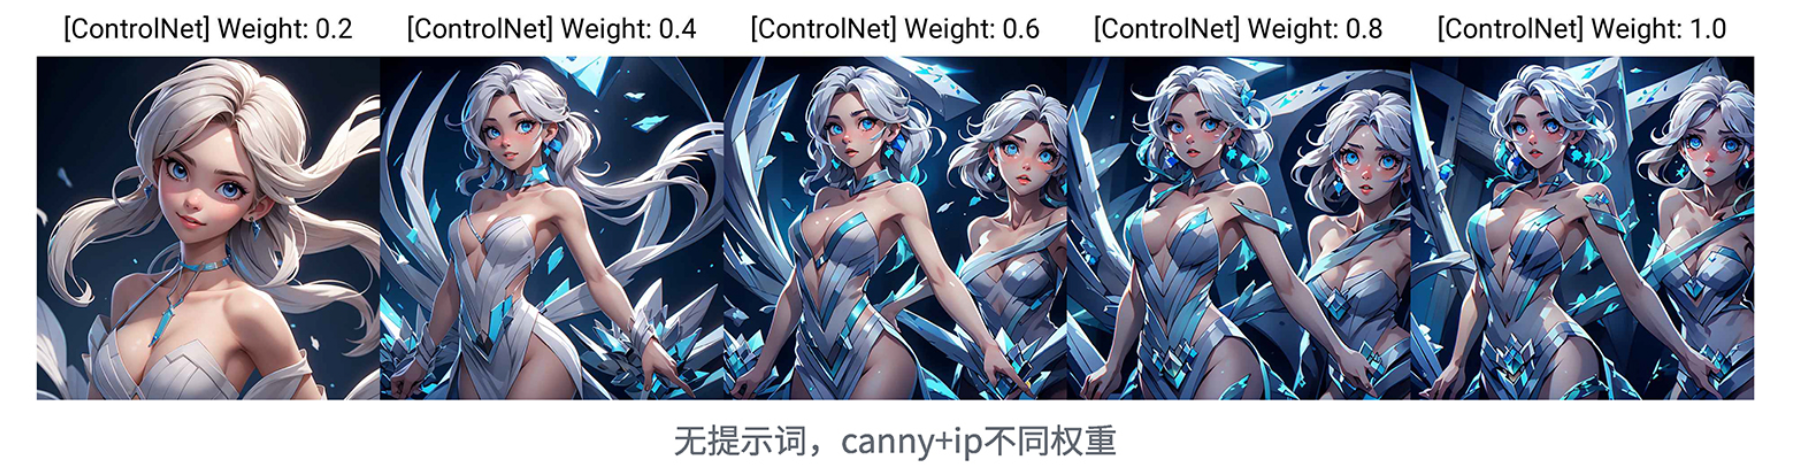 [ControlNet] Weight: 0.2 [ControlNet] Weight: 0.4 [ControlNet] Weight: 0.6 [ControlNet] Weight: 0.8 [ControlNet] Weight: 1.0
无提示词，canny+ip不同权重